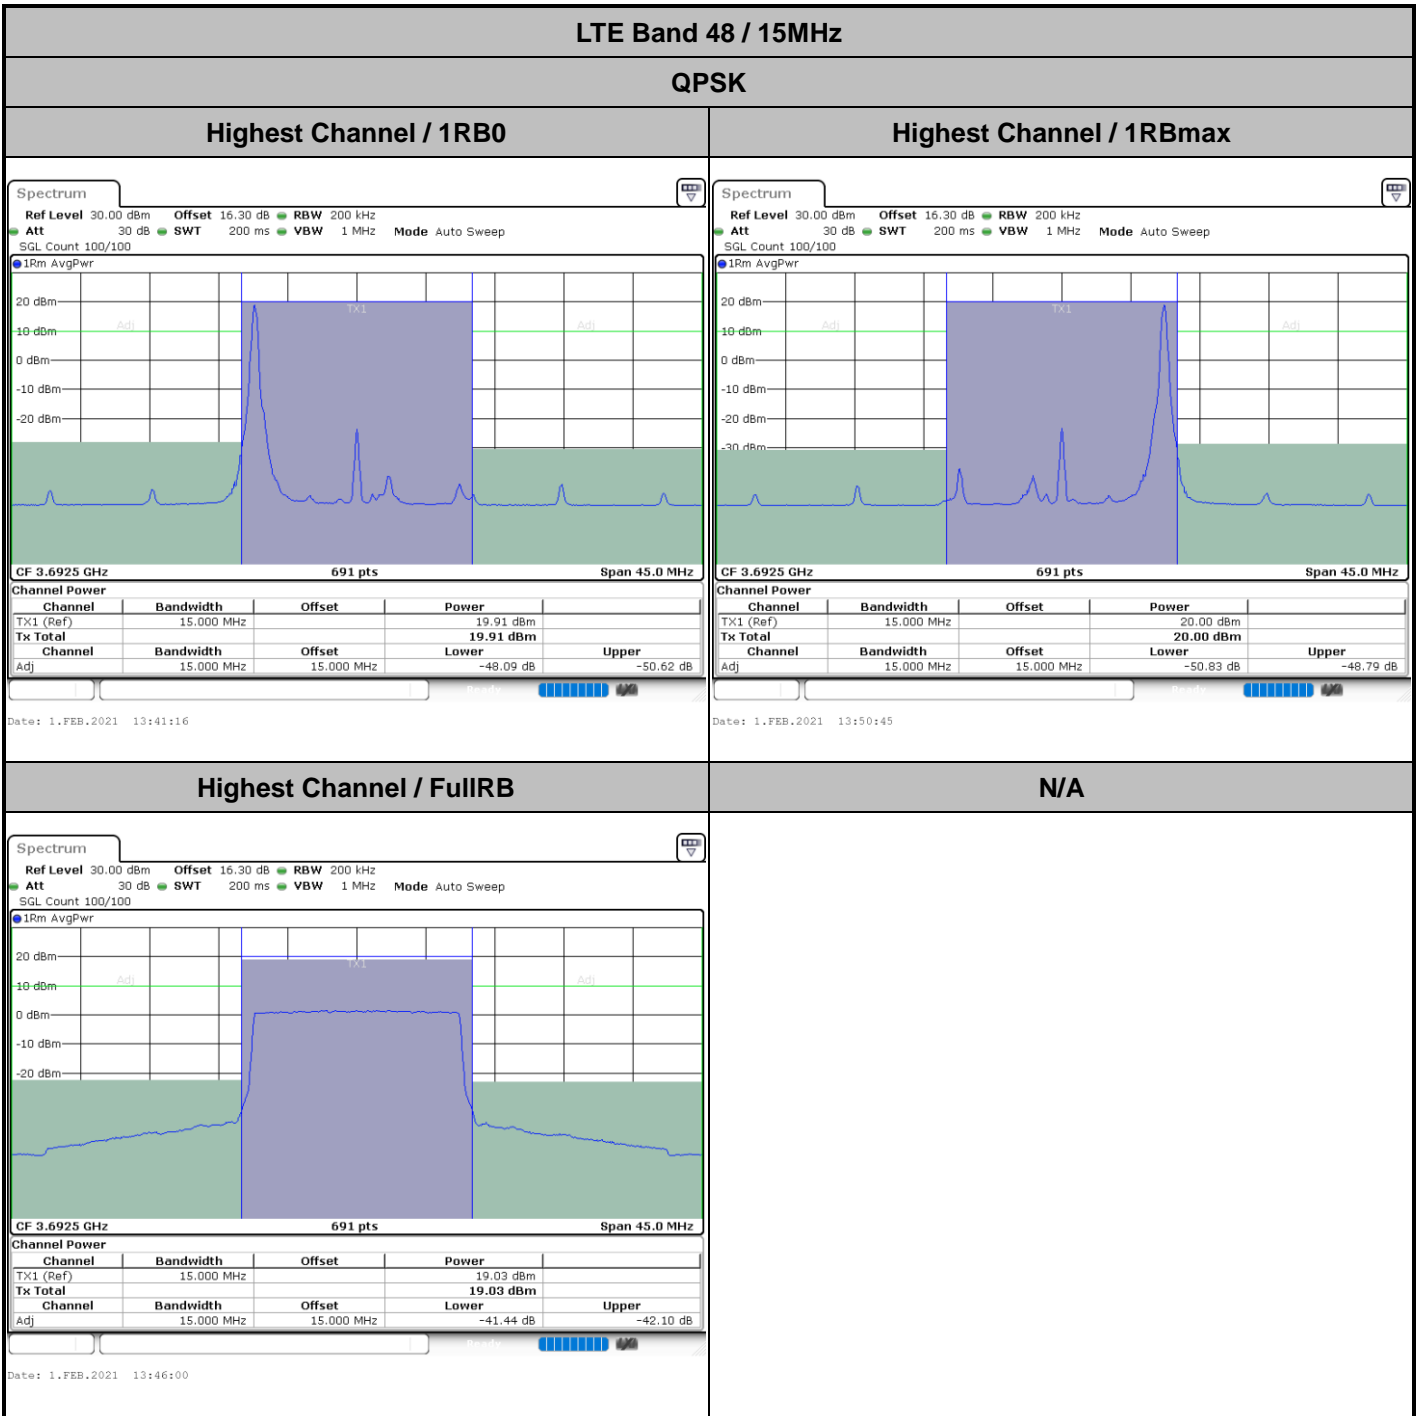 LTE Band 48 / 15MHz
QPSK
Highest Channel / 1RB0
Highest Channel / 1RBmax
Spectrum
Ref Level 30.00 dBm Offset 16.30 dB RBW 200 kHz
Att 30 dB SWT 200 ms VBW 1 MHz Mode Auto Sweep
SGL Count 100/100
1Rm AvgPwr
TX1
20 dBm
Adj
Adj
10 dBm
0 dBm
-10 dBm
-20 dBm
CF 3.6925 GHz 691 pts Span 45.0 MHz
Channel Power
Channel Bandwidth Offset Power
TX1 (Ref) 15.000 MHz 19.91 dBm
Tx Total 19.91 dBm
Channel Bandwidth Offset Lower Upper
Adj 15.000 MHz 15.000 MHz -48.09 dB -50.62 dB
Ready
Date: 1.FEB.2021 13:41:16
Spectrum
Ref Level 30.00 dBm Offset 16.30 dB RBW 200 kHz
Att 30 dB SWT 200 ms VBW 1 MHz Mode Auto Sweep
SGL Count 100/100
1Rm AvgPwr
TX1
20 dBm
Adj
Adj
10 dBm
0 dBm
-10 dBm
-20 dBm
-30 dBm
CF 3.6925 GHz 691 pts Span 45.0 MHz
Channel Power
Channel Bandwidth Offset Power
TX1 (Ref) 15.000 MHz 20.00 dBm
Tx Total 20.00 dBm
Channel Bandwidth Offset Lower Upper
Adj 15.000 MHz 15.000 MHz -50.83 dB -48.79 dB
Ready
Date: 1.FEB.2021 13:50:45
Highest Channel / FullRB
N/A
Spectrum
Ref Level 30.00 dBm Offset 16.30 dB RBW 200 kHz
Att 30 dB SWT 200 ms VBW 1 MHz Mode Auto Sweep
SGL Count 100/100
1Rm AvgPwr
TX1
20 dBm
Adj
Adj
10 dBm
0 dBm
-10 dBm
-20 dBm
CF 3.6925 GHz 691 pts Span 45.0 MHz
Channel Power
Channel Bandwidth Offset Power
TX1 (Ref) 15.000 MHz 19.03 dBm
Tx Total 19.03 dBm
Channel Bandwidth Offset Lower Upper
Adj 15.000 MHz 15.000 MHz -41.44 dB -42.10 dB
Ready
Date: 1.FEB.2021 13:46:00